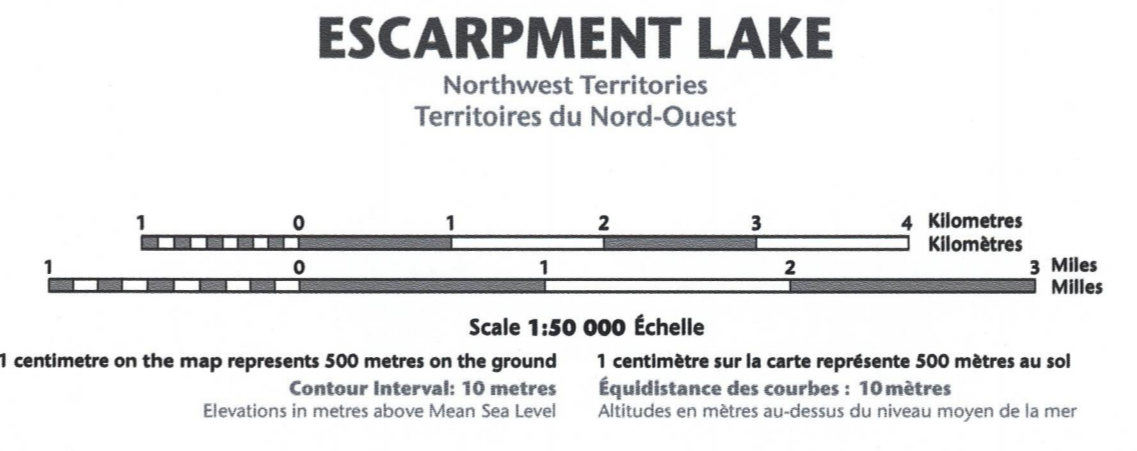 ESCARPMENT LAKE
Northwest Territories
Territoires du Nord-Ouest
1 0 1 2 3 4 Kilometres
Kilomètres
1 0 1 2 3 Miles
Milles
Scale 1:50 000 Échelle
1 centimetre on the map represents 500 metres on the ground
Contour Interval: 10 metres
Elevations in metres above Mean Sea Level
1 centimètre sur la carte représente 500 mètres au sol
Équidistance des courbes : 10 mètres
Altitudes en mètres au-dessus du niveau moyen de la mer